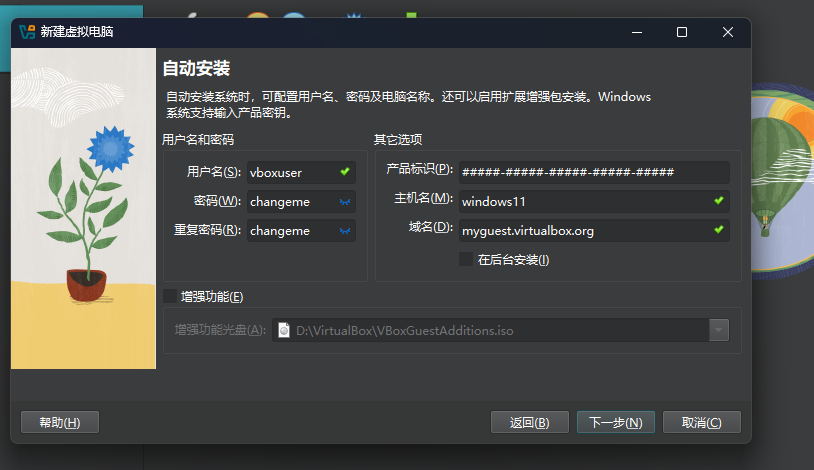 新建虚拟电脑
自动安装
自动安装系统时，可配置用户名、密码及电脑名称。还可以启用扩展增强包安装。Windows
系统支持输入产品密钥。
用户名和密码
其它选项
用户名(S): vboxuser
密码(W): changeme
重复密码(R): changeme
产品标识(P): #####-#####-#####-#####-#####
主机名(M): windows11
域名(D): myguest.virtualbox.org
在后台安装(I)
增强功能(E)
增强功能光盘(A): D:\VirtualBox\VBoxGuestAdditions.iso
帮助(H)
返回(B)
下一步(N)
取消(C)